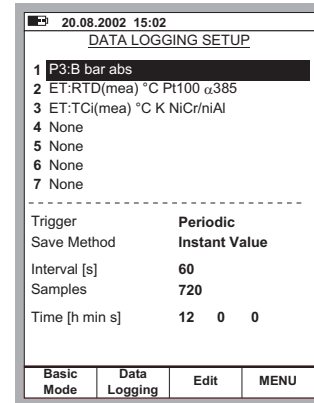 20.08.2002 15:02
DATA LOGGING SETUP
1 P3:B bar abs
2 ET:RTD(mea) °C Pt100 α385
3 ET:TCi(mea) °C K NiCr/niAl
4 None
5 None
6 None
7 None
Trigger Periodic
Save Method Instant Value
Interval [s] 60
Samples 720
Time [h min s] 12 0 0
Basic Mode Data Logging Edit MENU